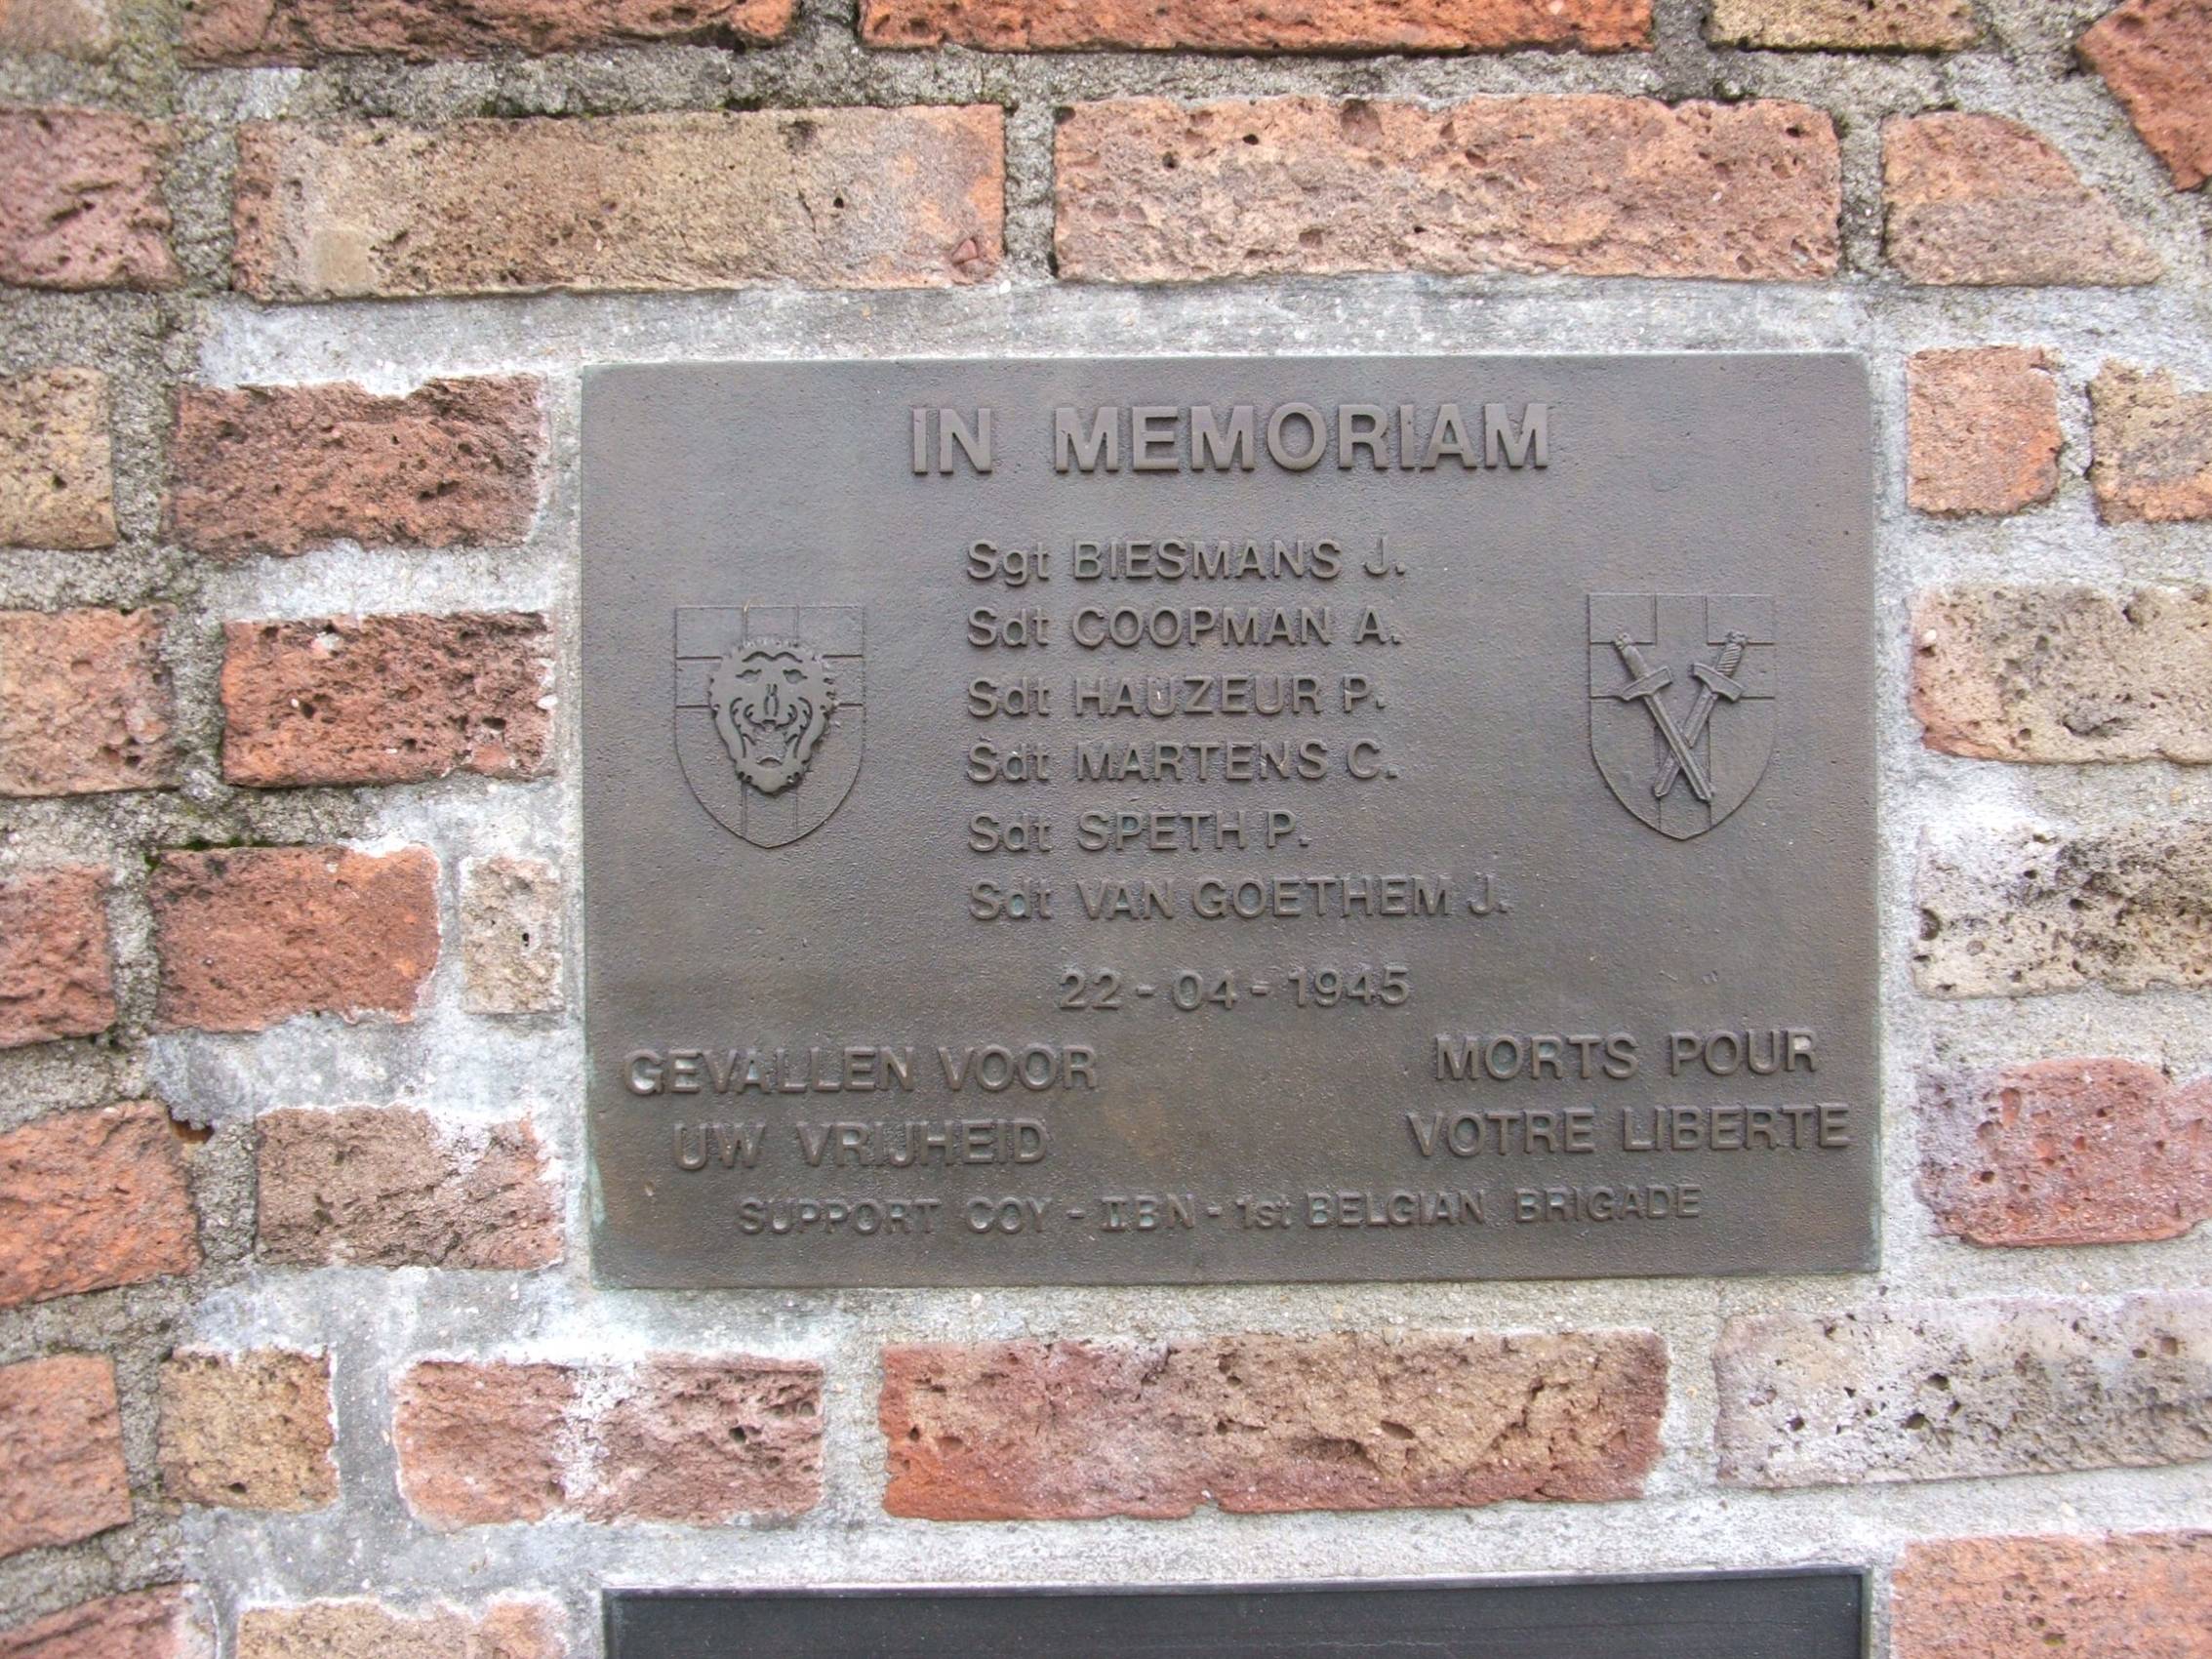 IN MEMORIAM
Sgt BIESMANS J.
Sdt COOPMAN A.
Sdt HAUZEUR P.
Sdt MARTENS C.
Sdt SPETH P.
Sdt VAN GOETHEM J.
22-04-1945
GEVALLEN VOOR
UW VRIJHEID
MORTS POUR
VOTRE LIBERTE
SUPPORT COY - II BN - 1st BELGIAN BRIGADE